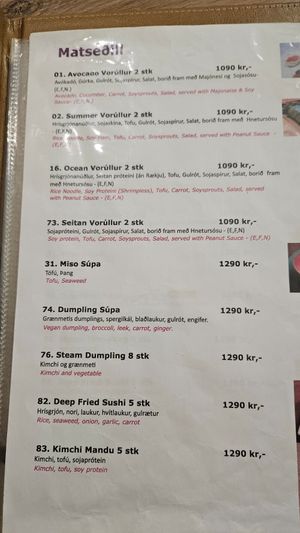 Matseðill
01. Avocado Vorúllur 2 stk 1090 kr,-
Avókadó, Gúrka, Gulrót, Sojaspírur, Salat, borið fram með Majónesi og Sojasósu
- (E,F,N)
Avocado, Cucumber, Carrot, Soysprouts, Salad, served with Majonaise & Soy
Sauce- (E,F,N)
02. Summer Vorúllur 2 stk 1090 kr,-
Hrísgrjónanúðlur, sojaskina, Tofu, Gulrót, Sojaspírur, Salat, borið fram með Hnetursósu
- (E,F,N)
Rice Noodle, Soy Skin, Tofu, Carrot, Soysprouts, Salad, served with Peanut Sauce -
(E,F,N)
16. Ocean Vorúllur 2 stk 1090 kr,-
Hrísgrjónanúðlur, Seitan próteini (án Rækju), Tofu, Gulrót, Sojaspírur, Salat, borið fram
með Hnetursósu - (E,F,N)
Rice Noodle, Soy Protein (Shrimpless), Tofu, Carrot, Soysprouts, Salad, served with
Peanut Sauce - (E,F,N)
73. Seitan Vorúllur 2 stk 1090 kr,-
Sojapróteini, Gulrót, Sojaspírur, Salat, borið fram með Hnetursósu - (E,F,N)
Soy protein, Tofu, Carrot, Soysprouts, Salad, served with Peanut Sauce - (E,F,N)
31. Miso Súpa 1290 kr,-
Tófú, Þang
Tofu, Seaweed
74. Dumpling Súpa 1290 kr,-
Grænmetis dumplings, spergilkál, blaðlaukur, gulrót, engifer.
Vegan dumpling, broccoli, leek, carrot, ginger.
76. Steam Dumpling 8 stk 1290 kr,-
Kimchi og grænmeti
Kimchi and vegetable
82. Deep Fried Sushi 5 stk 1290 kr,-
Hrísgrjón, nori, laukur, hvítlaukur, gulrætur
Rice, seaweed, onion, garlic, carrot
83. Kimchi Mandu 5 stk 1290 kr,-
Kimchi, tofú, sojaprótein
Kimchi, tofu, soy protein